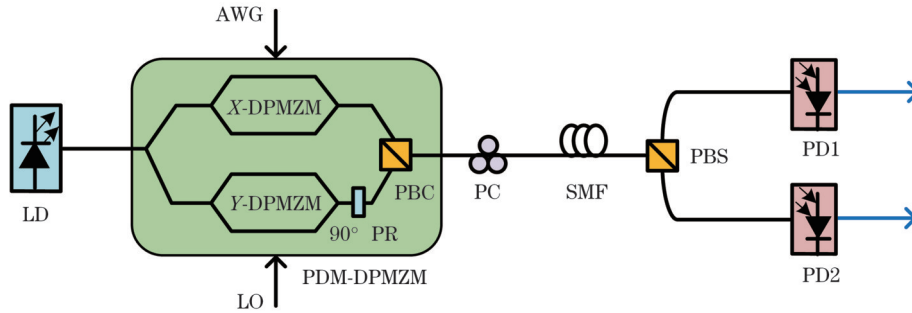 AWG
X-DPMZM
Y-DPMZM
90° PR
PBC
PDM-DPMZM
LO
LD
PC
SMF
PBS
PD1
PD2